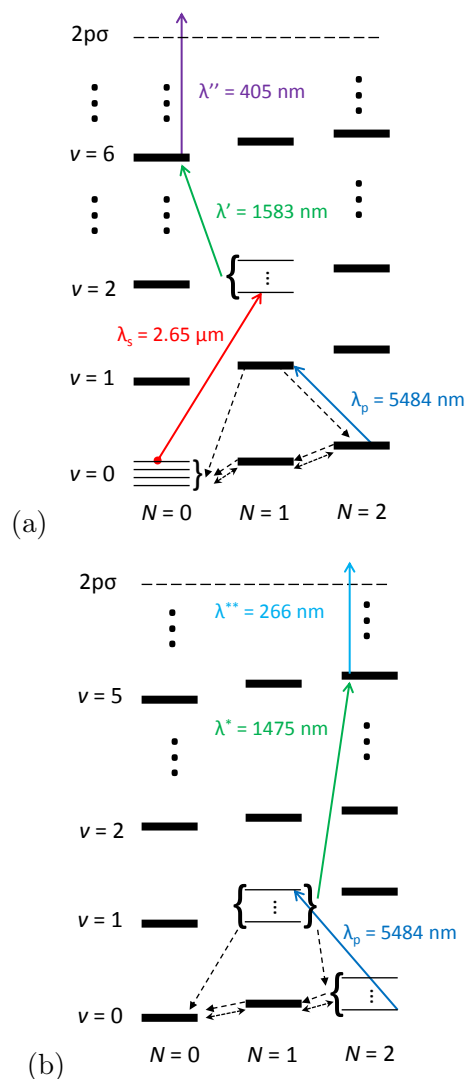 2pσ
λ’’ = 405 nm
v = 6
λ’ = 1583 nm
v = 2
λs = 2.65 μm
v = 1
λp = 5484 nm
v = 0
N = 0 N = 1 N = 2
(a)
2pσ
λ** = 266 nm
v = 5
λ* = 1475 nm
v = 2
v = 1
λp = 5484 nm
v = 0
N = 0 N = 1 N = 2
(b)